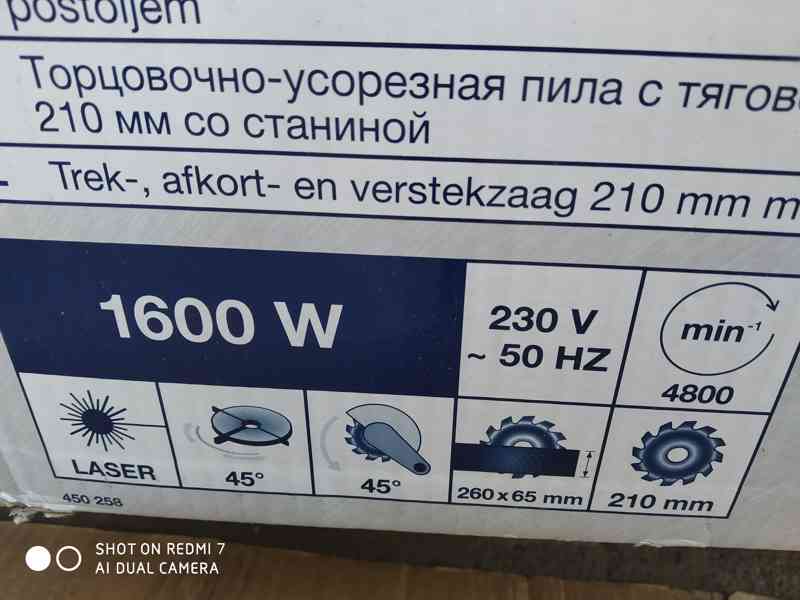 postoljem
Торцовочно-усорезная пила с
210 мм со станиной
Trek-, afkort- en verstekzaag 210 mm
1600 W
230 V
~ 50 HZ
min-1
4800
LASER
45°
45°
260 x 65 mm
210 mm
450 258
SHOT ON REDMI 7
AI DUAL CAMERA